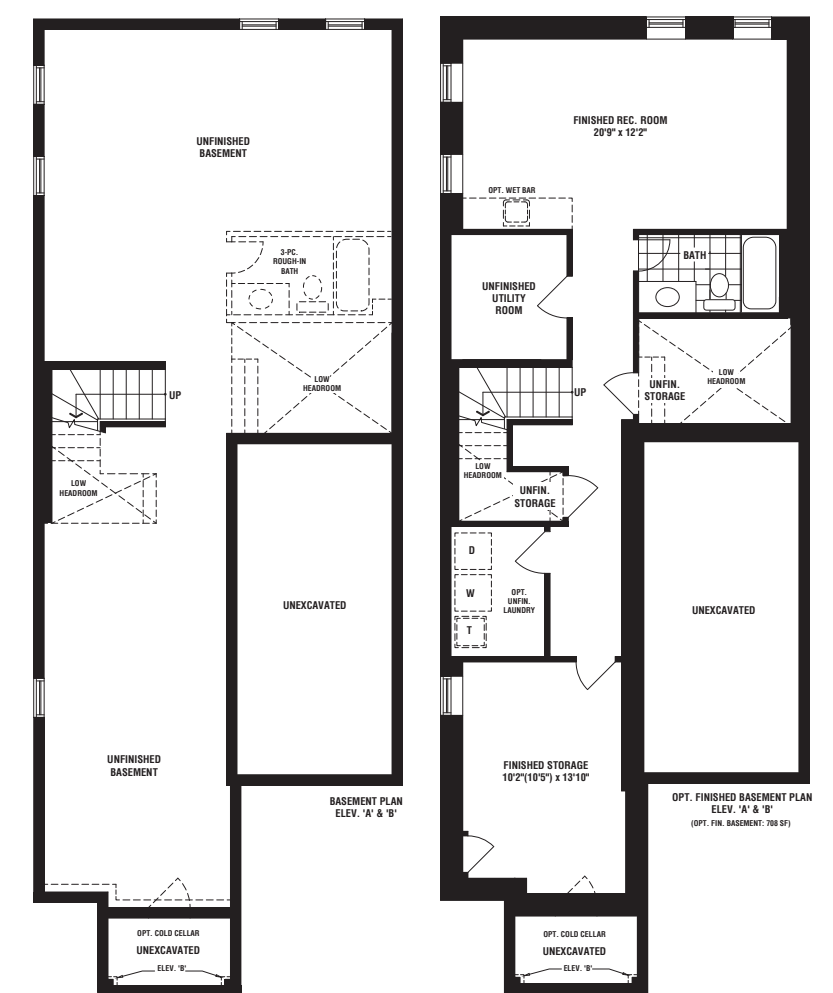 UNFINISHED
BASEMENT
3-PC.
ROUGH-IN
BATH
LOW
HEADROOM
UP
LOW
HEADROOM
UNEXCAVATED
UNFINISHED
BASEMENT
BASEMENT PLAN
ELEV. 'A' & 'B'
OPT. COLD CELLAR
UNEXCAVATED
ELEV. 'B'
FINISHED REC. ROOM
20'9" x 12'2"
OPT. WET BAR
BATH
UNFINISHED
UTILITY
ROOM
LOW
HEADROOM
UNFIN.
STORAGE
UP
LOW
HEADROOM
UNFIN.
STORAGE
D
W
T
OPT.
UNFIN.
LAUNDRY
UNEXCAVATED
FINISHED STORAGE
10'2"(10'5") x 13'10"
OPT. FINISHED BASEMENT PLAN
ELEV. 'A' & 'B'
(OPT. FIN. BASEMENT: 708 SF)
OPT. COLD CELLAR
UNEXCAVATED
ELEV. 'B'